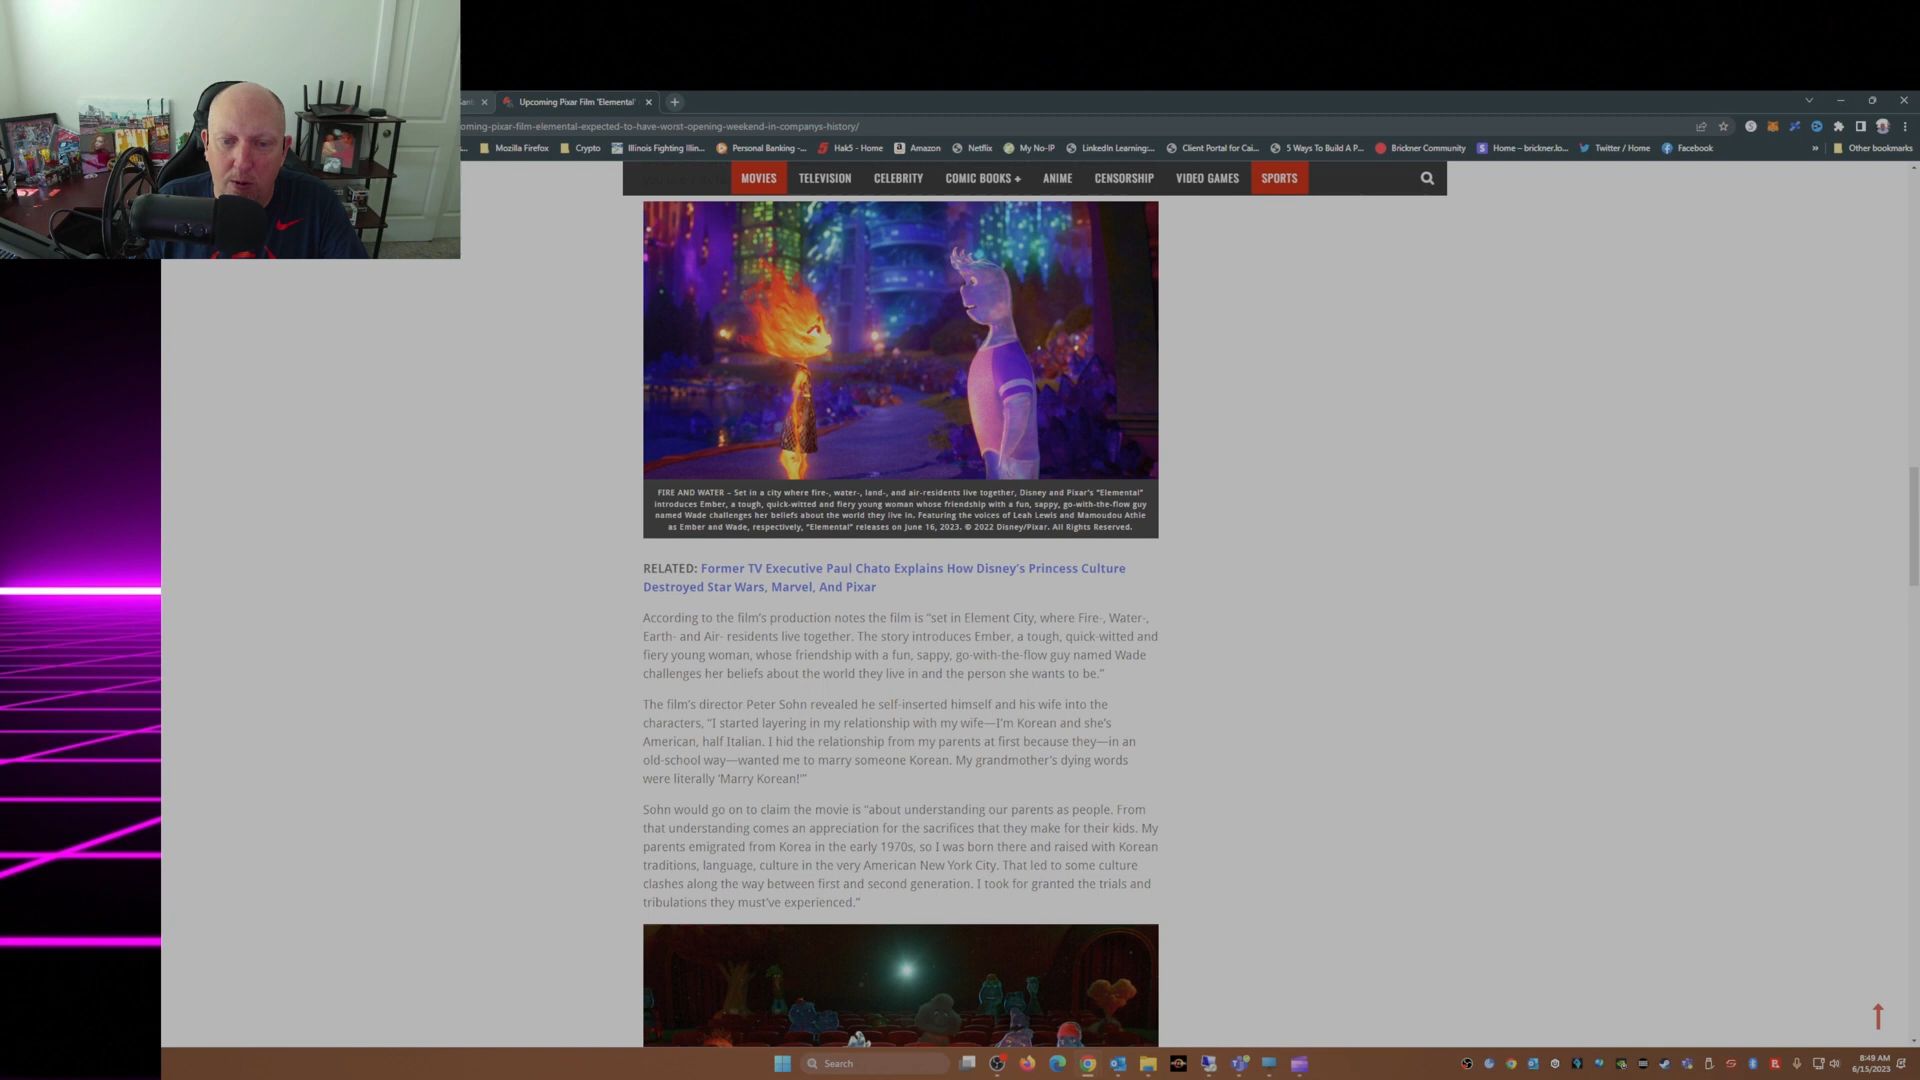 Upcoming Pixar Film 'Elemental'
oming-pixar-film-elemental-expected-to-have-worst-opening-weekend-in-companys-history/
Mozilla Firefox Crypto Illinois Fighting Illin... Personal Banking -... Hak5 - Home Amazon Netflix My No-IP LinkedIn Learning:... Client Portal for Cai... 5 Ways To Build A P... Brickner Community Home – brickner.lo... Twitter / Home Facebook » Other bookmarks
MOVIES TELEVISION CELEBRITY COMIC BOOKS + ANIME CENSORSHIP VIDEO GAMES SPORTS
FIRE AND WATER – Set in a city where fire-, water-, land-, and air-residents live together, Disney and Pixar's "Elemental"
introduces Ember, a tough, quick-witted and fiery young woman whose friendship with a fun, sappy, go-with-the-flow guy
named Wade challenges her beliefs about the world they live in. Featuring the voices of Leah Lewis and Mamoudou Athie
as Ember and Wade, respectively, "Elemental" releases on June 16, 2023. © 2022 Disney/Pixar. All Rights Reserved.
RELATED: Former TV Executive Paul Chato Explains How Disney's Princess Culture
Destroyed Star Wars, Marvel, And Pixar
According to the film's production notes the film is "set in Element City, where Fire-, Water-,
Earth- and Air- residents live together. The story introduces Ember, a tough, quick-witted and
fiery young woman, whose friendship with a fun, sappy, go-with-the-flow guy named Wade
challenges her beliefs about the world they live in and the person she wants to be."
The film's director Peter Sohn revealed he self-inserted himself and his wife into the
characters, "I started layering in my relationship with my wife—I'm Korean and she's
American, half Italian. I hid the relationship from my parents at first because they—in an
old-school way—wanted me to marry someone Korean. My grandmother's dying words
were literally 'Marry Korean!'"
Sohn would go on to claim the movie is "about understanding our parents as people. From
that understanding comes an appreciation for the sacrifices that they make for their kids. My
parents emigrated from Korea in the early 1970s, so I was born there and raised with Korean
traditions, language, culture in the very American New York City. That led to some culture
clashes along the way between first and second generation. I took for granted the trials and
tribulations they must've experienced."
Search
8:49 AM
6/15/2023